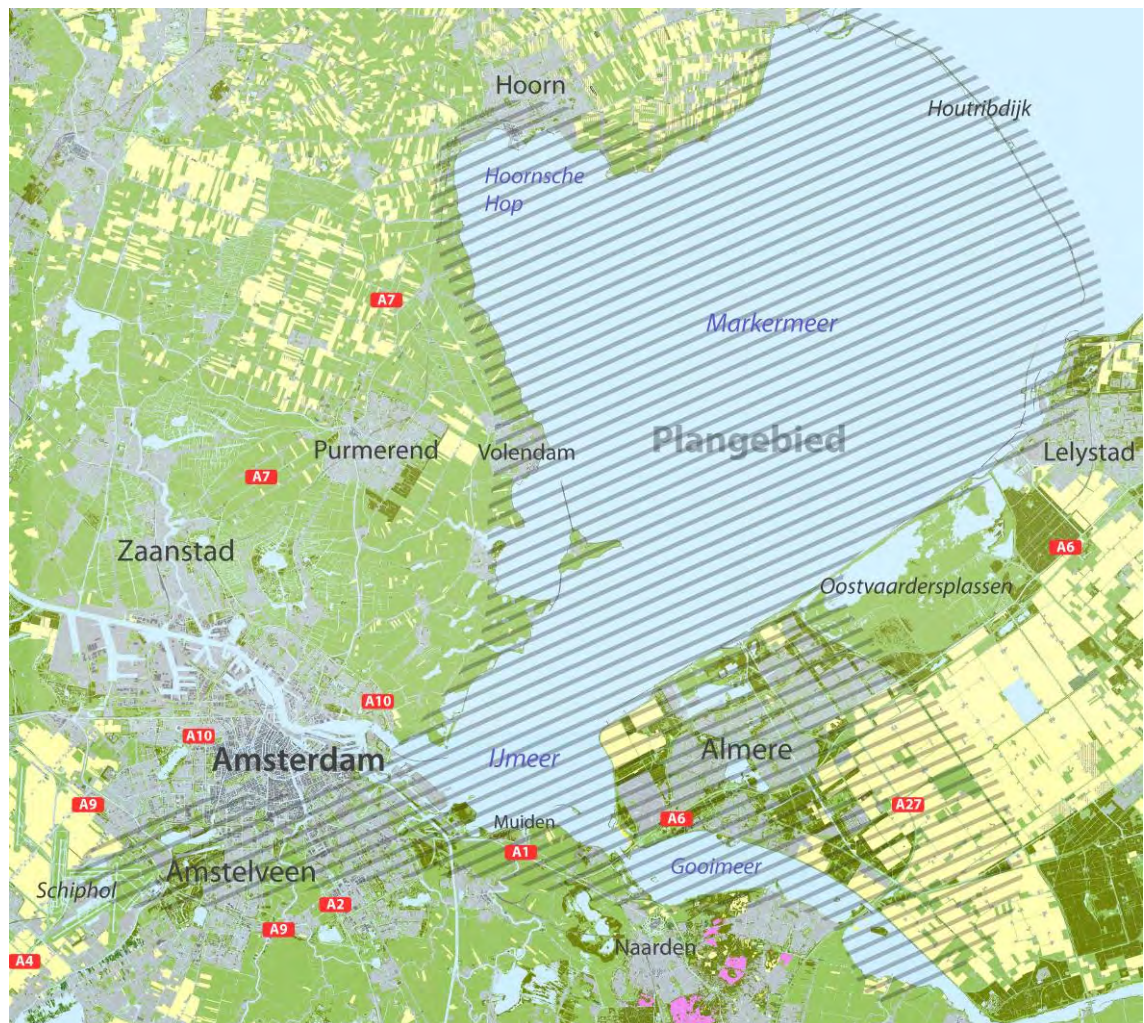 Hoorn
Houtribdijk
Hoornsche
Hop
A7
Markermeer
Purmerend
Volendam
Plangebied
Lelystad
A7
Zaanstad
A6
Oostvaardersplassen
A10
A10
Amsterdam
IJmeer
Almere
A9
A27
Muiden
A6
A1
Amstelveen
Gooimeer
Schiphol
A2
A9
Naarden
A4